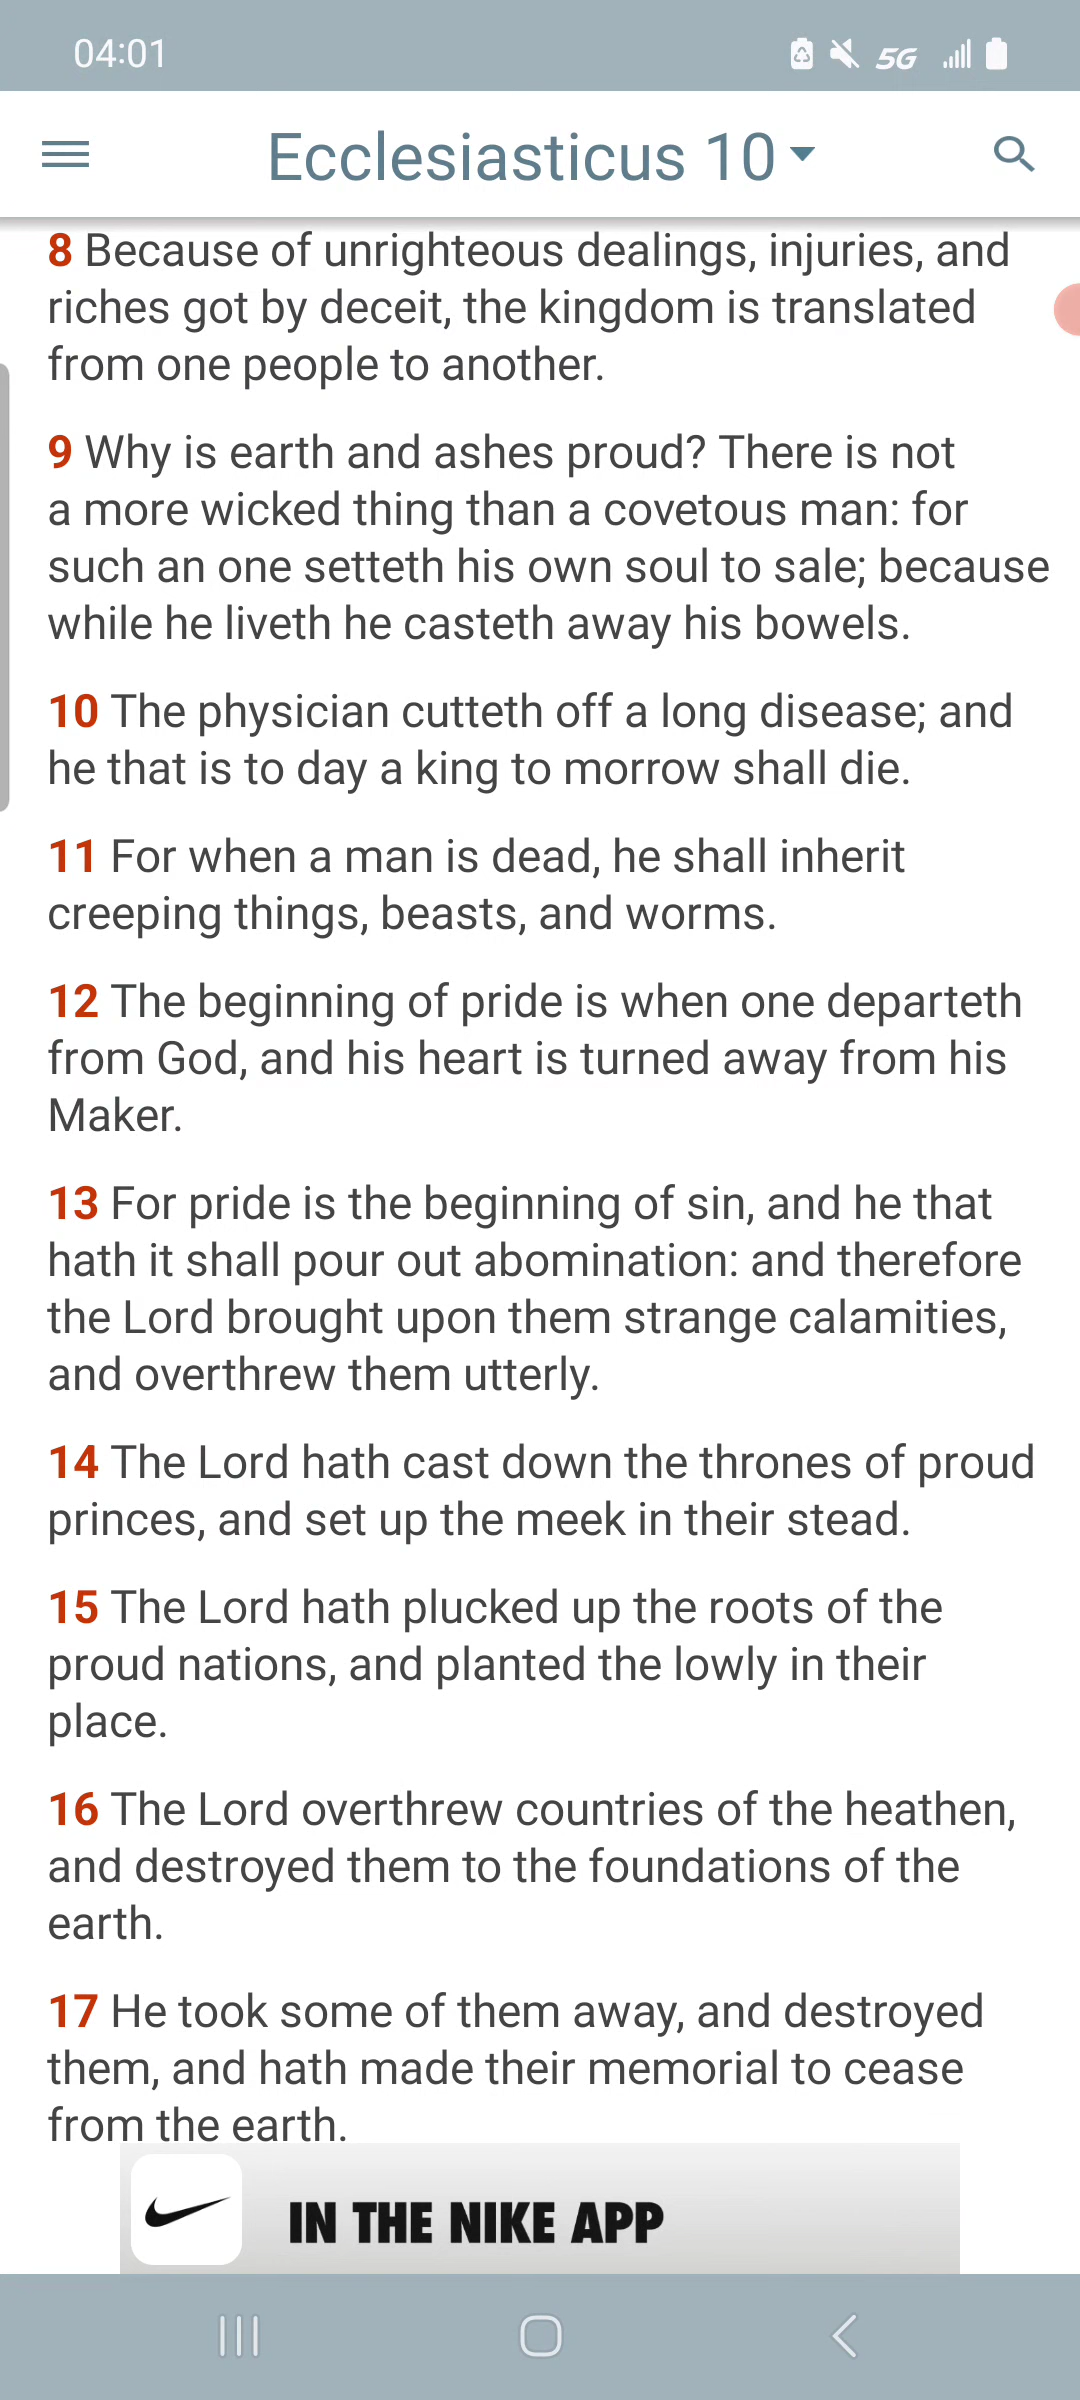 04:01
5G
Ecclesiasticus 10
8 Because of unrighteous dealings, injuries, and
riches got by deceit, the kingdom is translated
from one people to another.
9 Why is earth and ashes proud? There is not
a more wicked thing than a covetous man: for
such an one setteth his own soul to sale; because
while he liveth he casteth away his bowels.
10 The physician cutteth off a long disease; and
he that is to day a king to morrow shall die.
11 For when a man is dead, he shall inherit
creeping things, beasts, and worms.
12 The beginning of pride is when one departeth
from God, and his heart is turned away from his
Maker.
13 For pride is the beginning of sin, and he that
hath it shall pour out abomination: and therefore
the Lord brought upon them strange calamities,
and overthrew them utterly.
14 The Lord hath cast down the thrones of proud
princes, and set up the meek in their stead.
15 The Lord hath plucked up the roots of the
proud nations, and planted the lowly in their
place.
16 The Lord overthrew countries of the heathen,
and destroyed them to the foundations of the
earth.
17 He took some of them away, and destroyed
them, and hath made their memorial to cease
from the earth.
IN THE NIKE APP